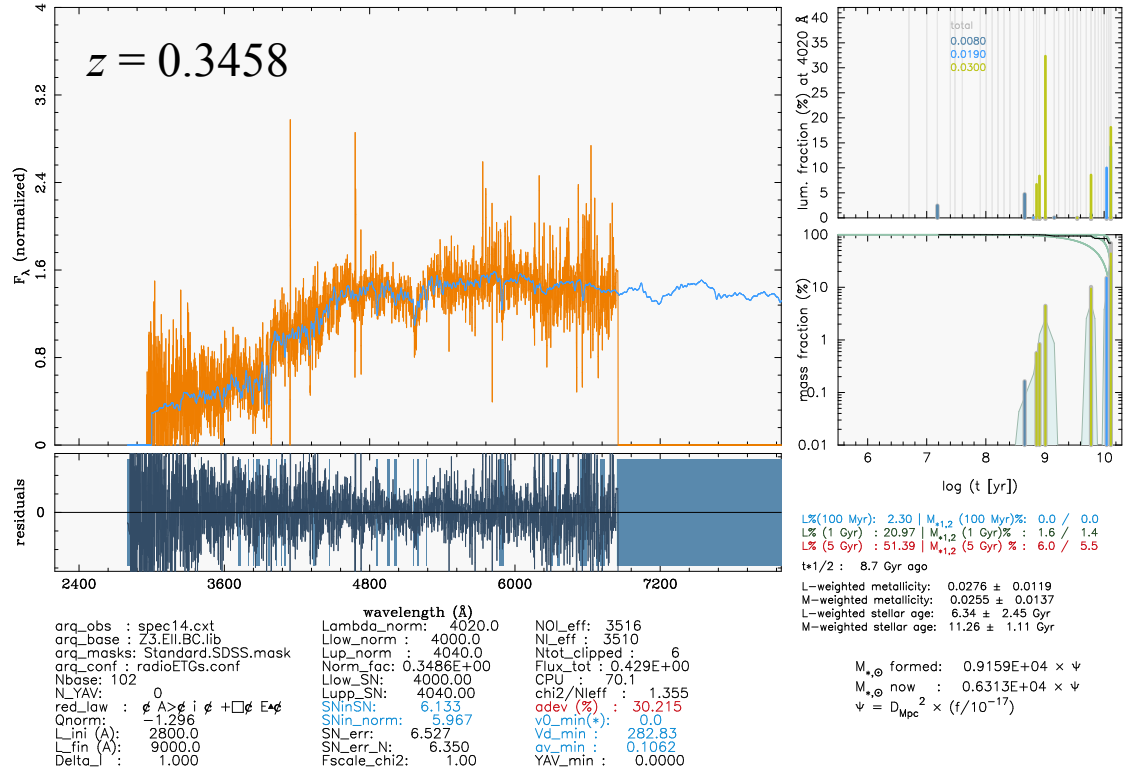 z = 0.3458
4
3.2
2.4
1.6
0.8
0
F_λ (normalized)
residuals
0
2400 3600 4800 6000 7200
wavelength (Å)
total
0.0080
0.0190
0.0300
40
35
30
25
20
15
10
5
0
lum. fraction (%) at 4020 Å
100
10
1
0.1
0.01
mass fraction (%)
6 7 8 9 10
log (t [yr])
L%(100 Myr): 2.30 | M*1,2 (100 Myr)%: 0.0 / 0.0
L% (1 Gyr) : 20.97 | M*1,2 (1 Gyr)% : 1.6 / 1.4
L% (5 Gyr) : 51.39 | M*1,2 (5 Gyr) % : 6.0 / 5.5
t*1/2 : 8.7 Gyr ago
L-weighted metallicity: 0.0276 ± 0.0119
M-weighted metallicity: 0.0255 ± 0.0137
L-weighted stellar age: 6.34 ± 2.45 Gyr
M-weighted stellar age: 11.26 ± 1.11 Gyr
M*,⊙ formed: 0.9159E+04 × Ψ
M*,⊙ now : 0.6313E+04 × Ψ
Ψ = D_Mpc² × (f/10⁻¹⁷)
arq_obs : spec14.cxt
arq_base : Z3.Ell.BC.lib
arq_masks: Standard.SDSS.mask
arq_conf : radioETGs.conf
Nbase: 102
N_YAV: 0
red_law :
Qnorm: −1.296
L_ini (A): 2800.0
L_fin (A): 9000.0
Delta_l : 1.000
Lambda_norm: 4020.0
Llow_norm : 4000.0
Lup_norm : 4040.0
Norm_fac: 0.3486E+00
Llow_SN: 4000.00
Lupp_SN: 4040.00
SNinSN: 6.133
SNin_norm: 5.967
SN_err: 6.527
SN_err_N: 6.350
Fscale_chi2: 1.00
NOl_eff: 3516
Nl_eff : 3510
Ntot_clipped : 6
Flux_tot : 0.429E+00
CPU : 70.1
chi2/Nleff : 1.355
adev (%) : 30.215
v0_min(*): 0.0
Vd_min : 282.83
av_min : 0.1062
YAV_min : 0.0000